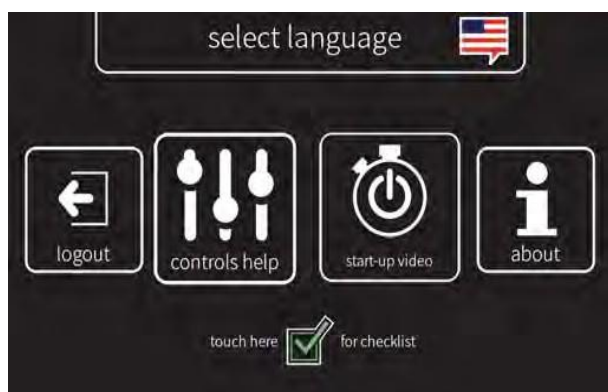 select language
logout
controls help
start-up video
about
touch here for checklist